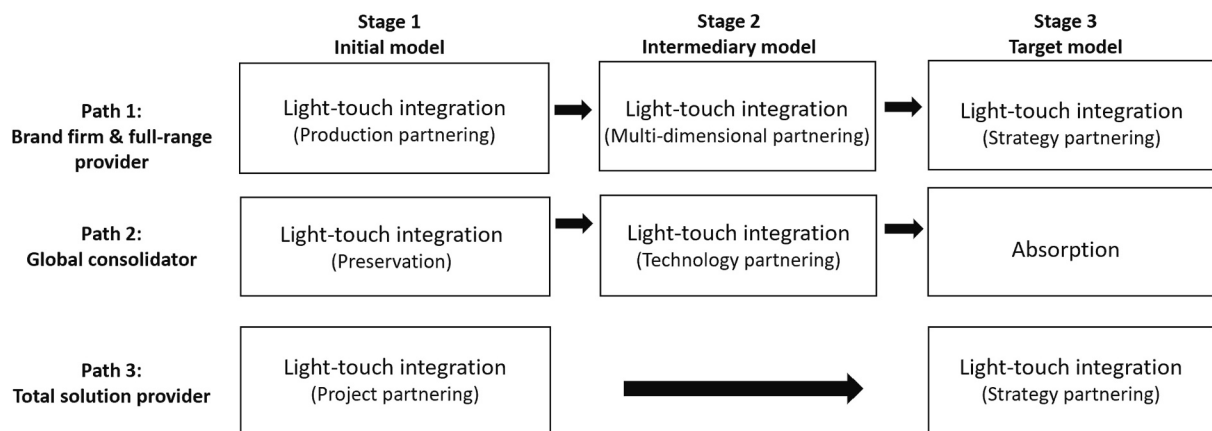 Stage 1
Initial model
Stage 2
Intermediary model
Stage 3
Target model
Path 1:
Brand firm & full-range
provider
Light-touch integration
(Production partnering)
Light-touch integration
(Multi-dimensional partnering)
Light-touch integration
(Strategy partnering)
Path 2:
Global consolidator
Light-touch integration
(Preservation)
Light-touch integration
(Technology partnering)
Absorption
Path 3:
Total solution provider
Light-touch integration
(Project partnering)
Light-touch integration
(Strategy partnering)